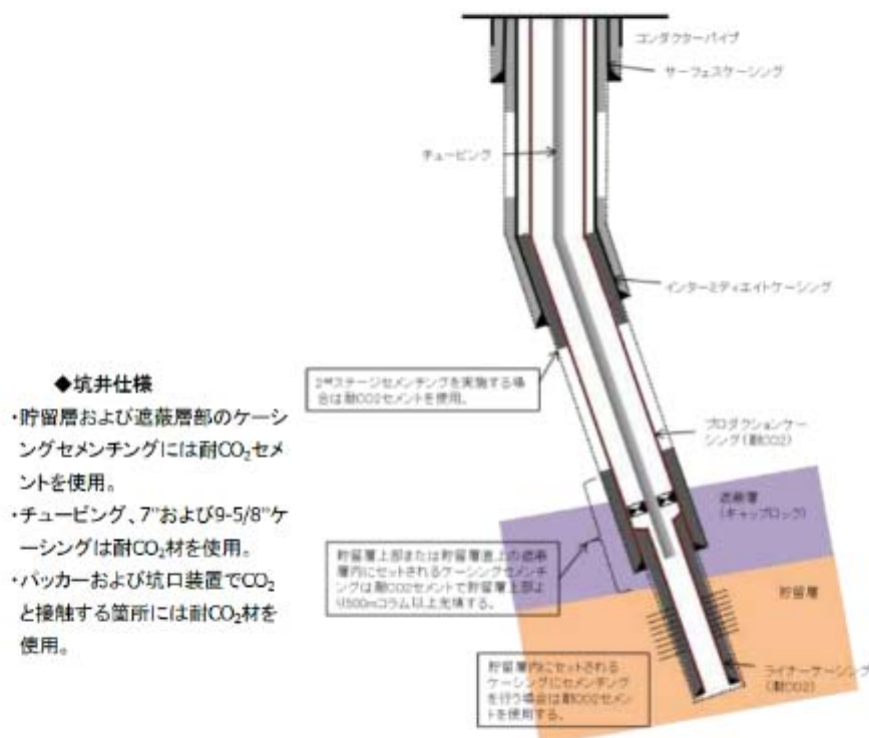 コンダクターパイプ
サーフェスケーシング
チュービング
インターミディエイトケーシング
2ndステージセメンチングを実施する場
合は耐CO2セメントを使用。
◆坑井仕様
・貯留層および遮蔽層部のケーシ
ングセメンチングには耐CO₂セメ
ントを使用。
・チュービング、7"および9-5/8"ケ
ーシングは耐CO₂材を使用。
・パッカーおよび坑口装置でCO₂
と接触する箇所には耐CO₂材を
使用。
プロダクションケー
シング(耐CO2)
遮蔽層
(キャップロック)
貯留層上部または貯留層直上の遮蔽
層内にセットされるケーシングセメンチ
ングは耐CO2セメントで貯留層上部よ
り500mコラム以上充填する。
貯留層
貯留層内にセットされる
ケーシングにセメンチング
を行う場合は耐CO2セメン
トを使用する。
ライナーケーシング
(耐CO2)